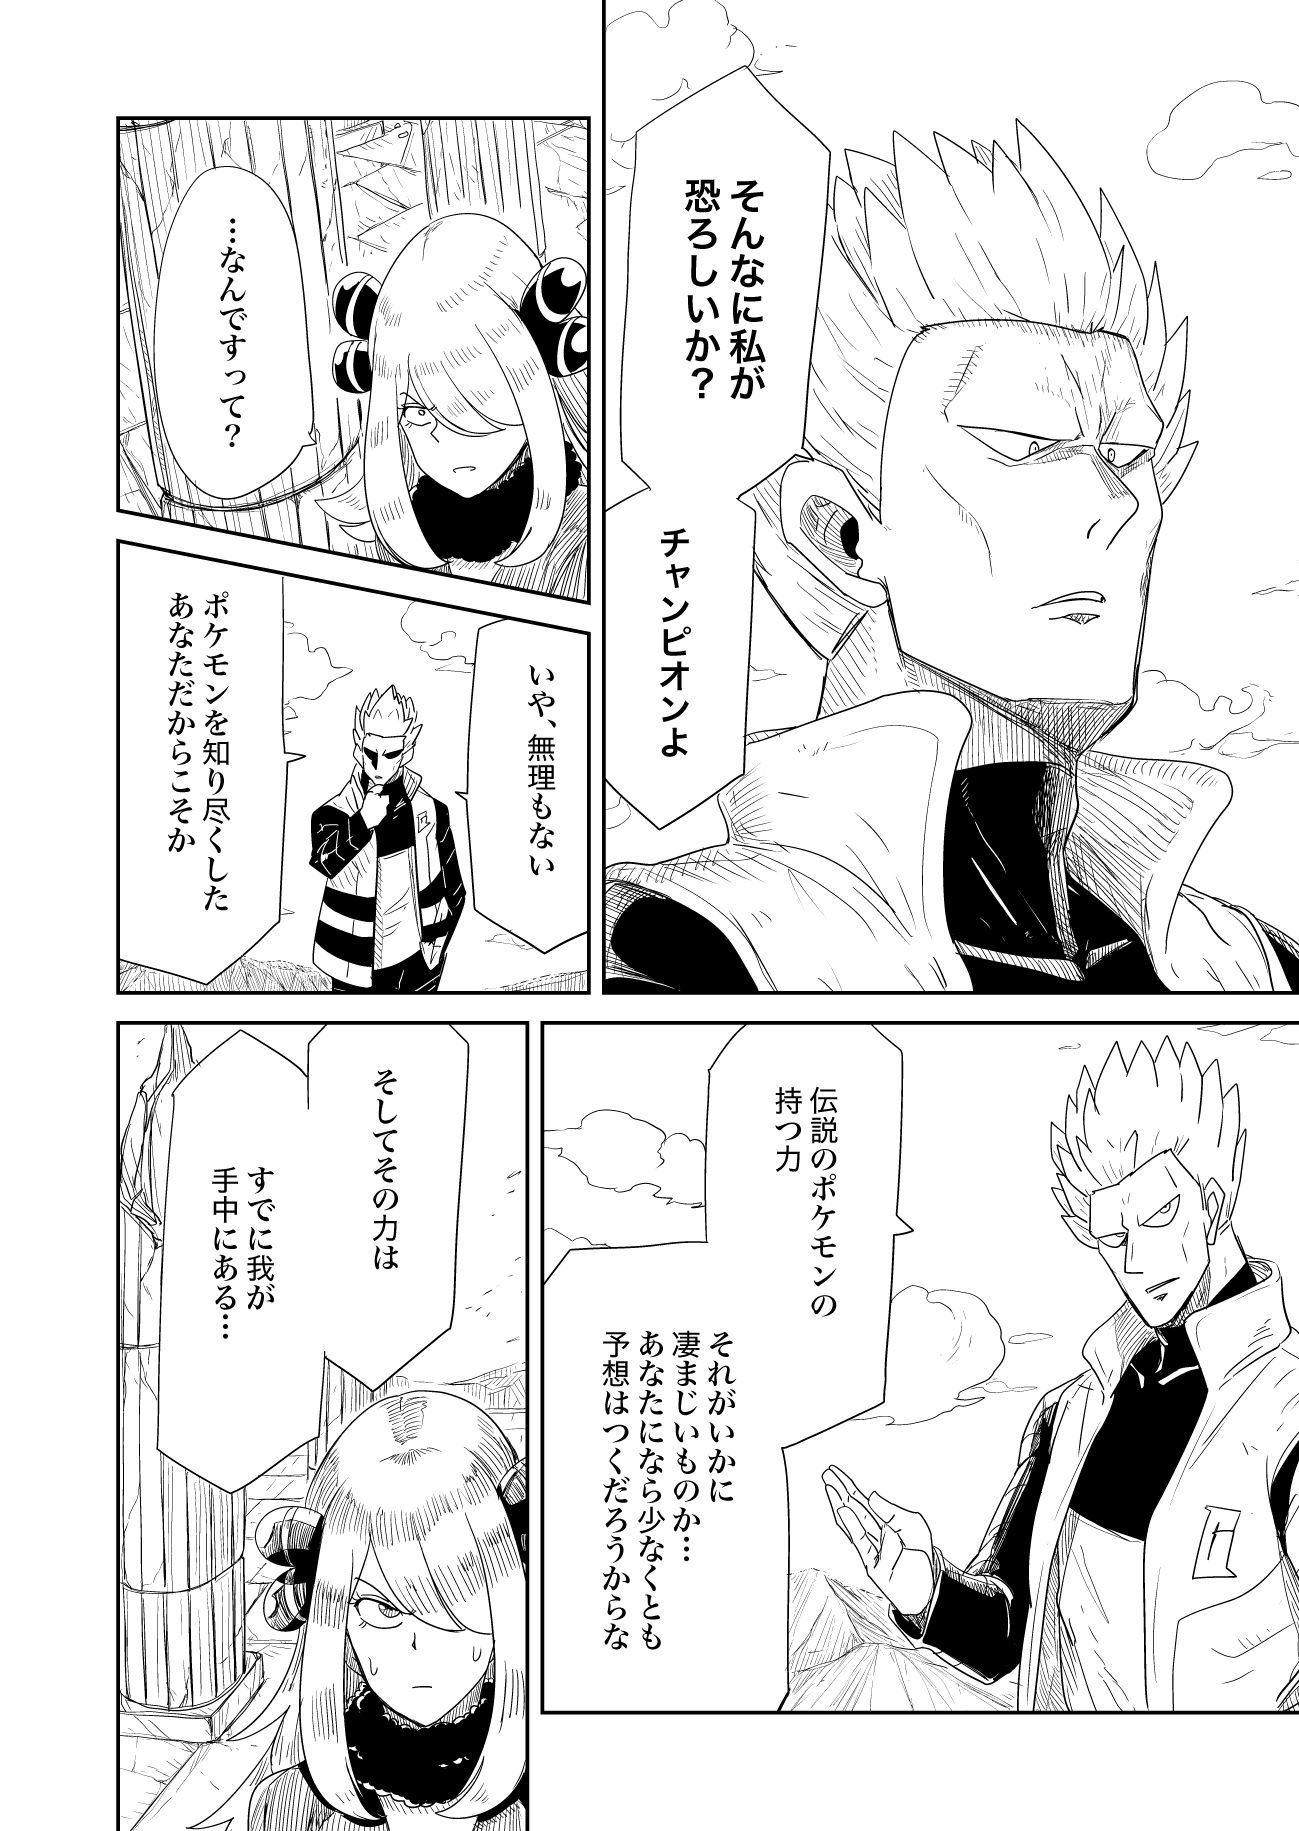 そんなに私が
恐ろしいか？
チャンピオンよ
…なんですって？
いや、無理もない
ポケモンを知り尽くした
あなただからこそか
伝説のポケモンの
持つ力
それがいかに
凄まじいものか…
あなたになら少なくとも
予想はつくだろうからな
そしてその力は
すでに我が
手中にある…